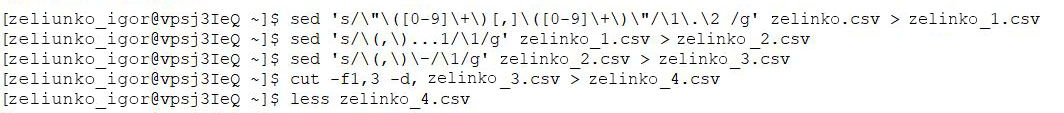 [zeliunko_igor@vpsj3IeQ ~]$ sed 's/\"\([0-9]\+\)[,]\([0-9]\+\)\"/\1\.\2 /g' zelinko.csv > zelinko_1.csv
[zeliunko_igor@vpsj3IeQ ~]$ sed 's/\(,\)...1/\1/g' zelinko_1.csv > zelinko_2.csv
[zeliunko_igor@vpsj3IeQ ~]$ sed 's/\(,\)\-/\1/g' zelinko_2.csv > zelinko_3.csv
[zeliunko_igor@vpsj3IeQ ~]$ cut -f1,3 -d, zelinko_3.csv > zelinko_4.csv
[zeliunko_igor@vpsj3IeQ ~]$ less zelinko_4.csv